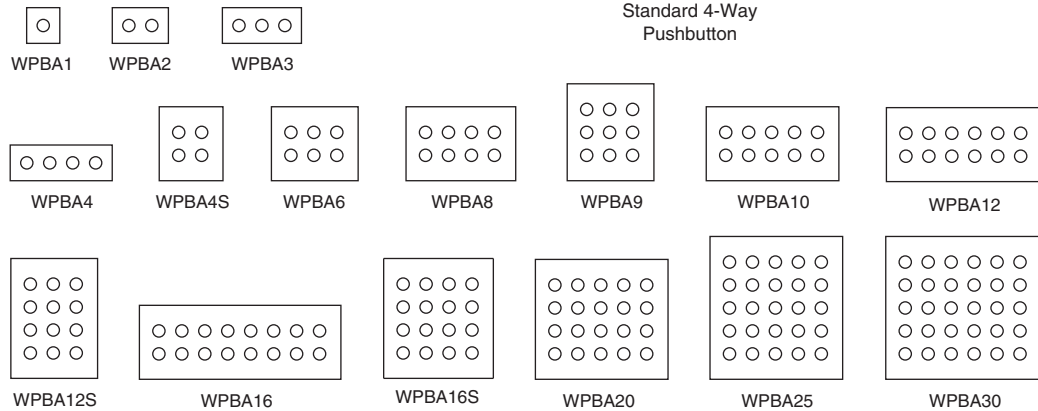 Standard 4-Way
Pushbutton
WPBA1 WPBA2 WPBA3
WPBA4 WPBA4S WPBA6 WPBA8 WPBA9 WPBA10 WPBA12
WPBA12S WPBA16 WPBA16S WPBA20 WPBA25 WPBA30